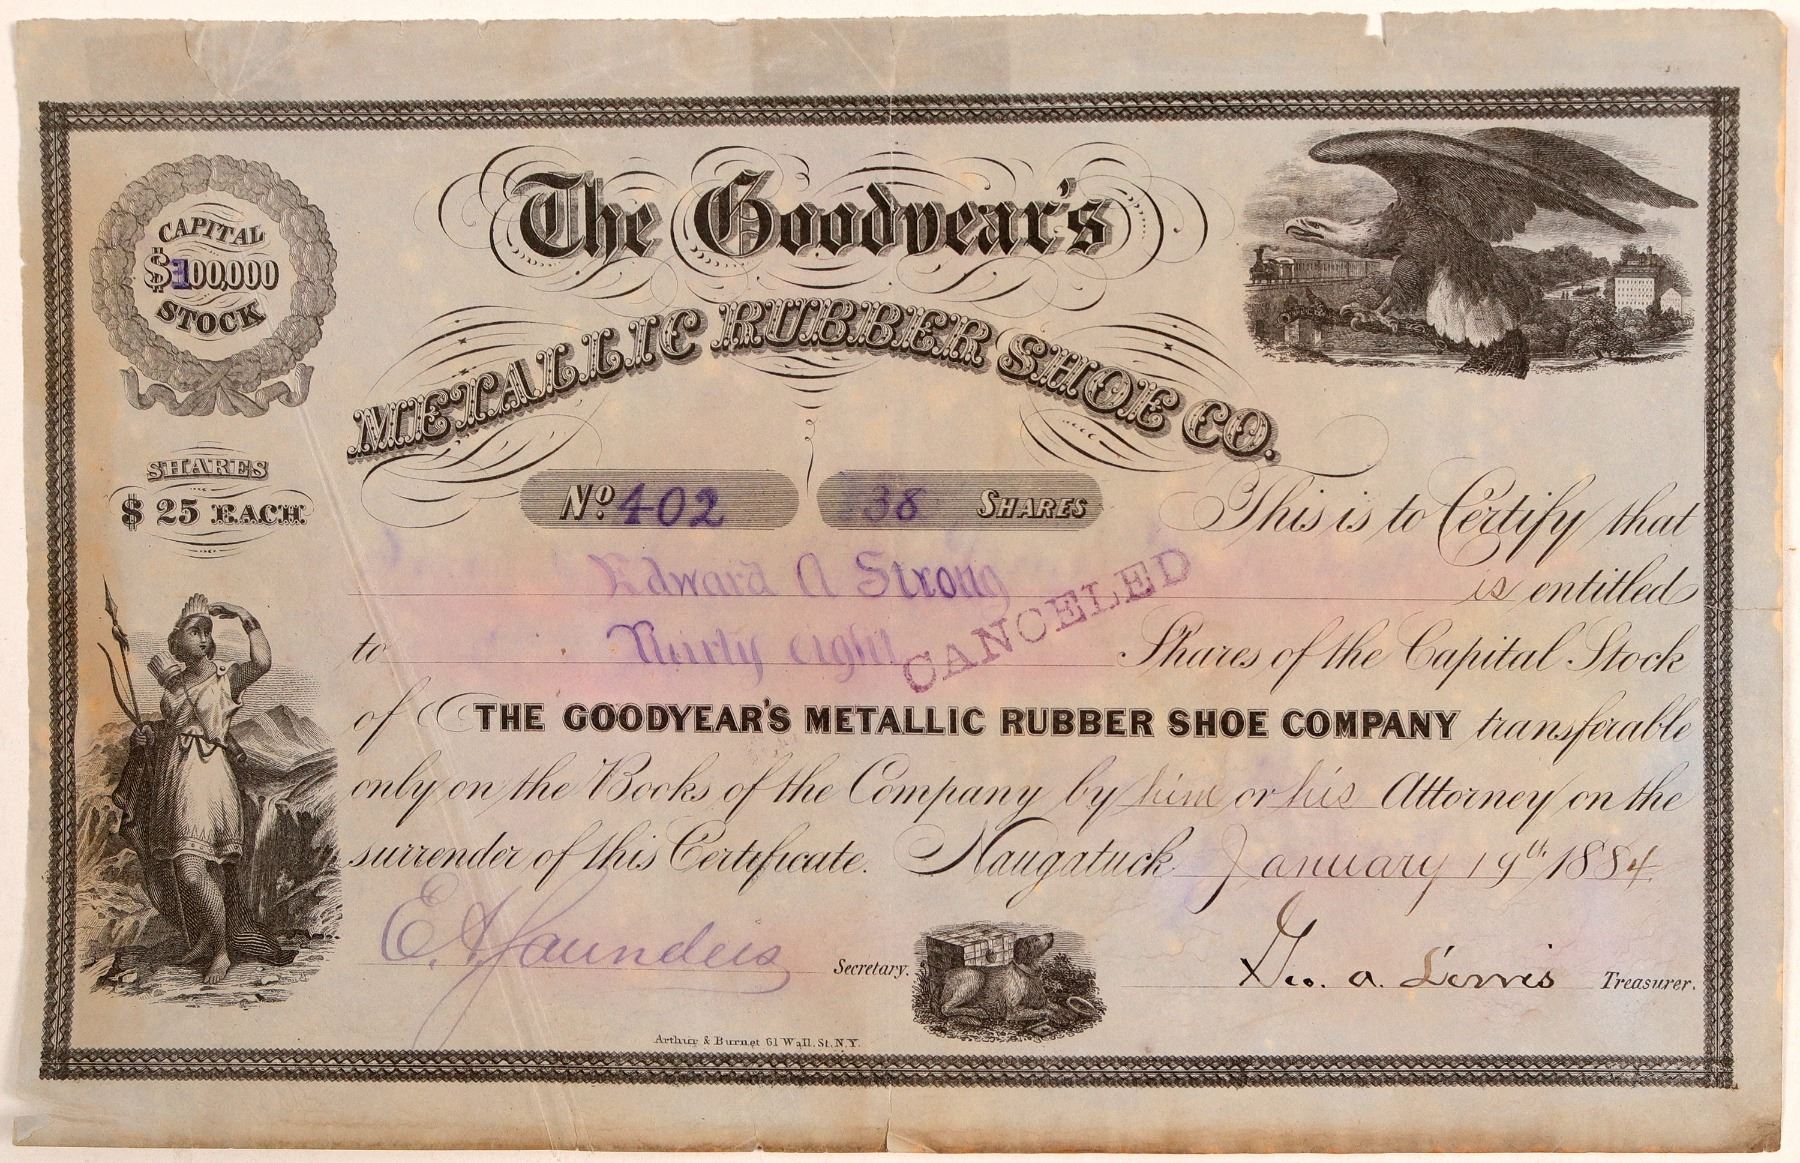 CAPITAL
$100,000
STOCK
SHARES
$ 25 EACH.
The Goodyear's
METALLIC RUBBER SHOE CO.
No. 402 38 SHARES This is to Certify that
Edward A Strong is entitled
to Thirty eight Shares of the Capital Stock
CANCELED
of THE GOODYEAR'S METALLIC RUBBER SHOE COMPANY transferable
only on the Books of the Company by him or his Attorney on the
surrender of this Certificate. Naugatuck January 19th 1884
E. A. Saunders Secretary. Geo. A. Lewis Treasurer.
Arthur & Burnet 61 Wall. St. N.Y.